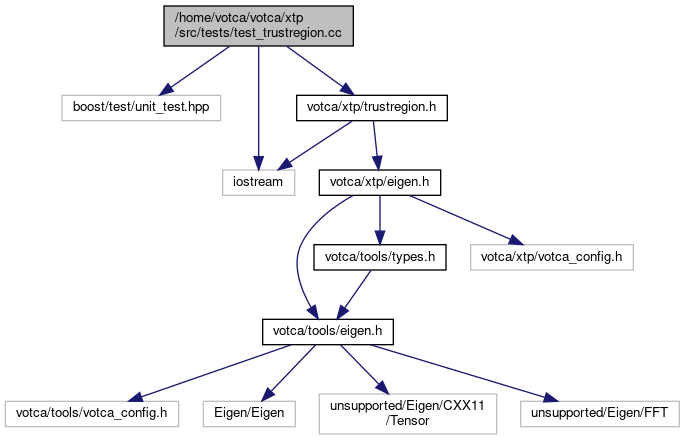 /home/votca/votca/xtp
/src/tests/test_trustregion.cc
boost/test/unit_test.hpp
votca/xtp/trustregion.h
iostream
votca/xtp/eigen.h
votca/tools/types.h
votca/xtp/votca_config.h
votca/tools/eigen.h
votca/tools/votca_config.h
Eigen/Eigen
unsupported/Eigen/CXX11
/Tensor
unsupported/Eigen/FFT